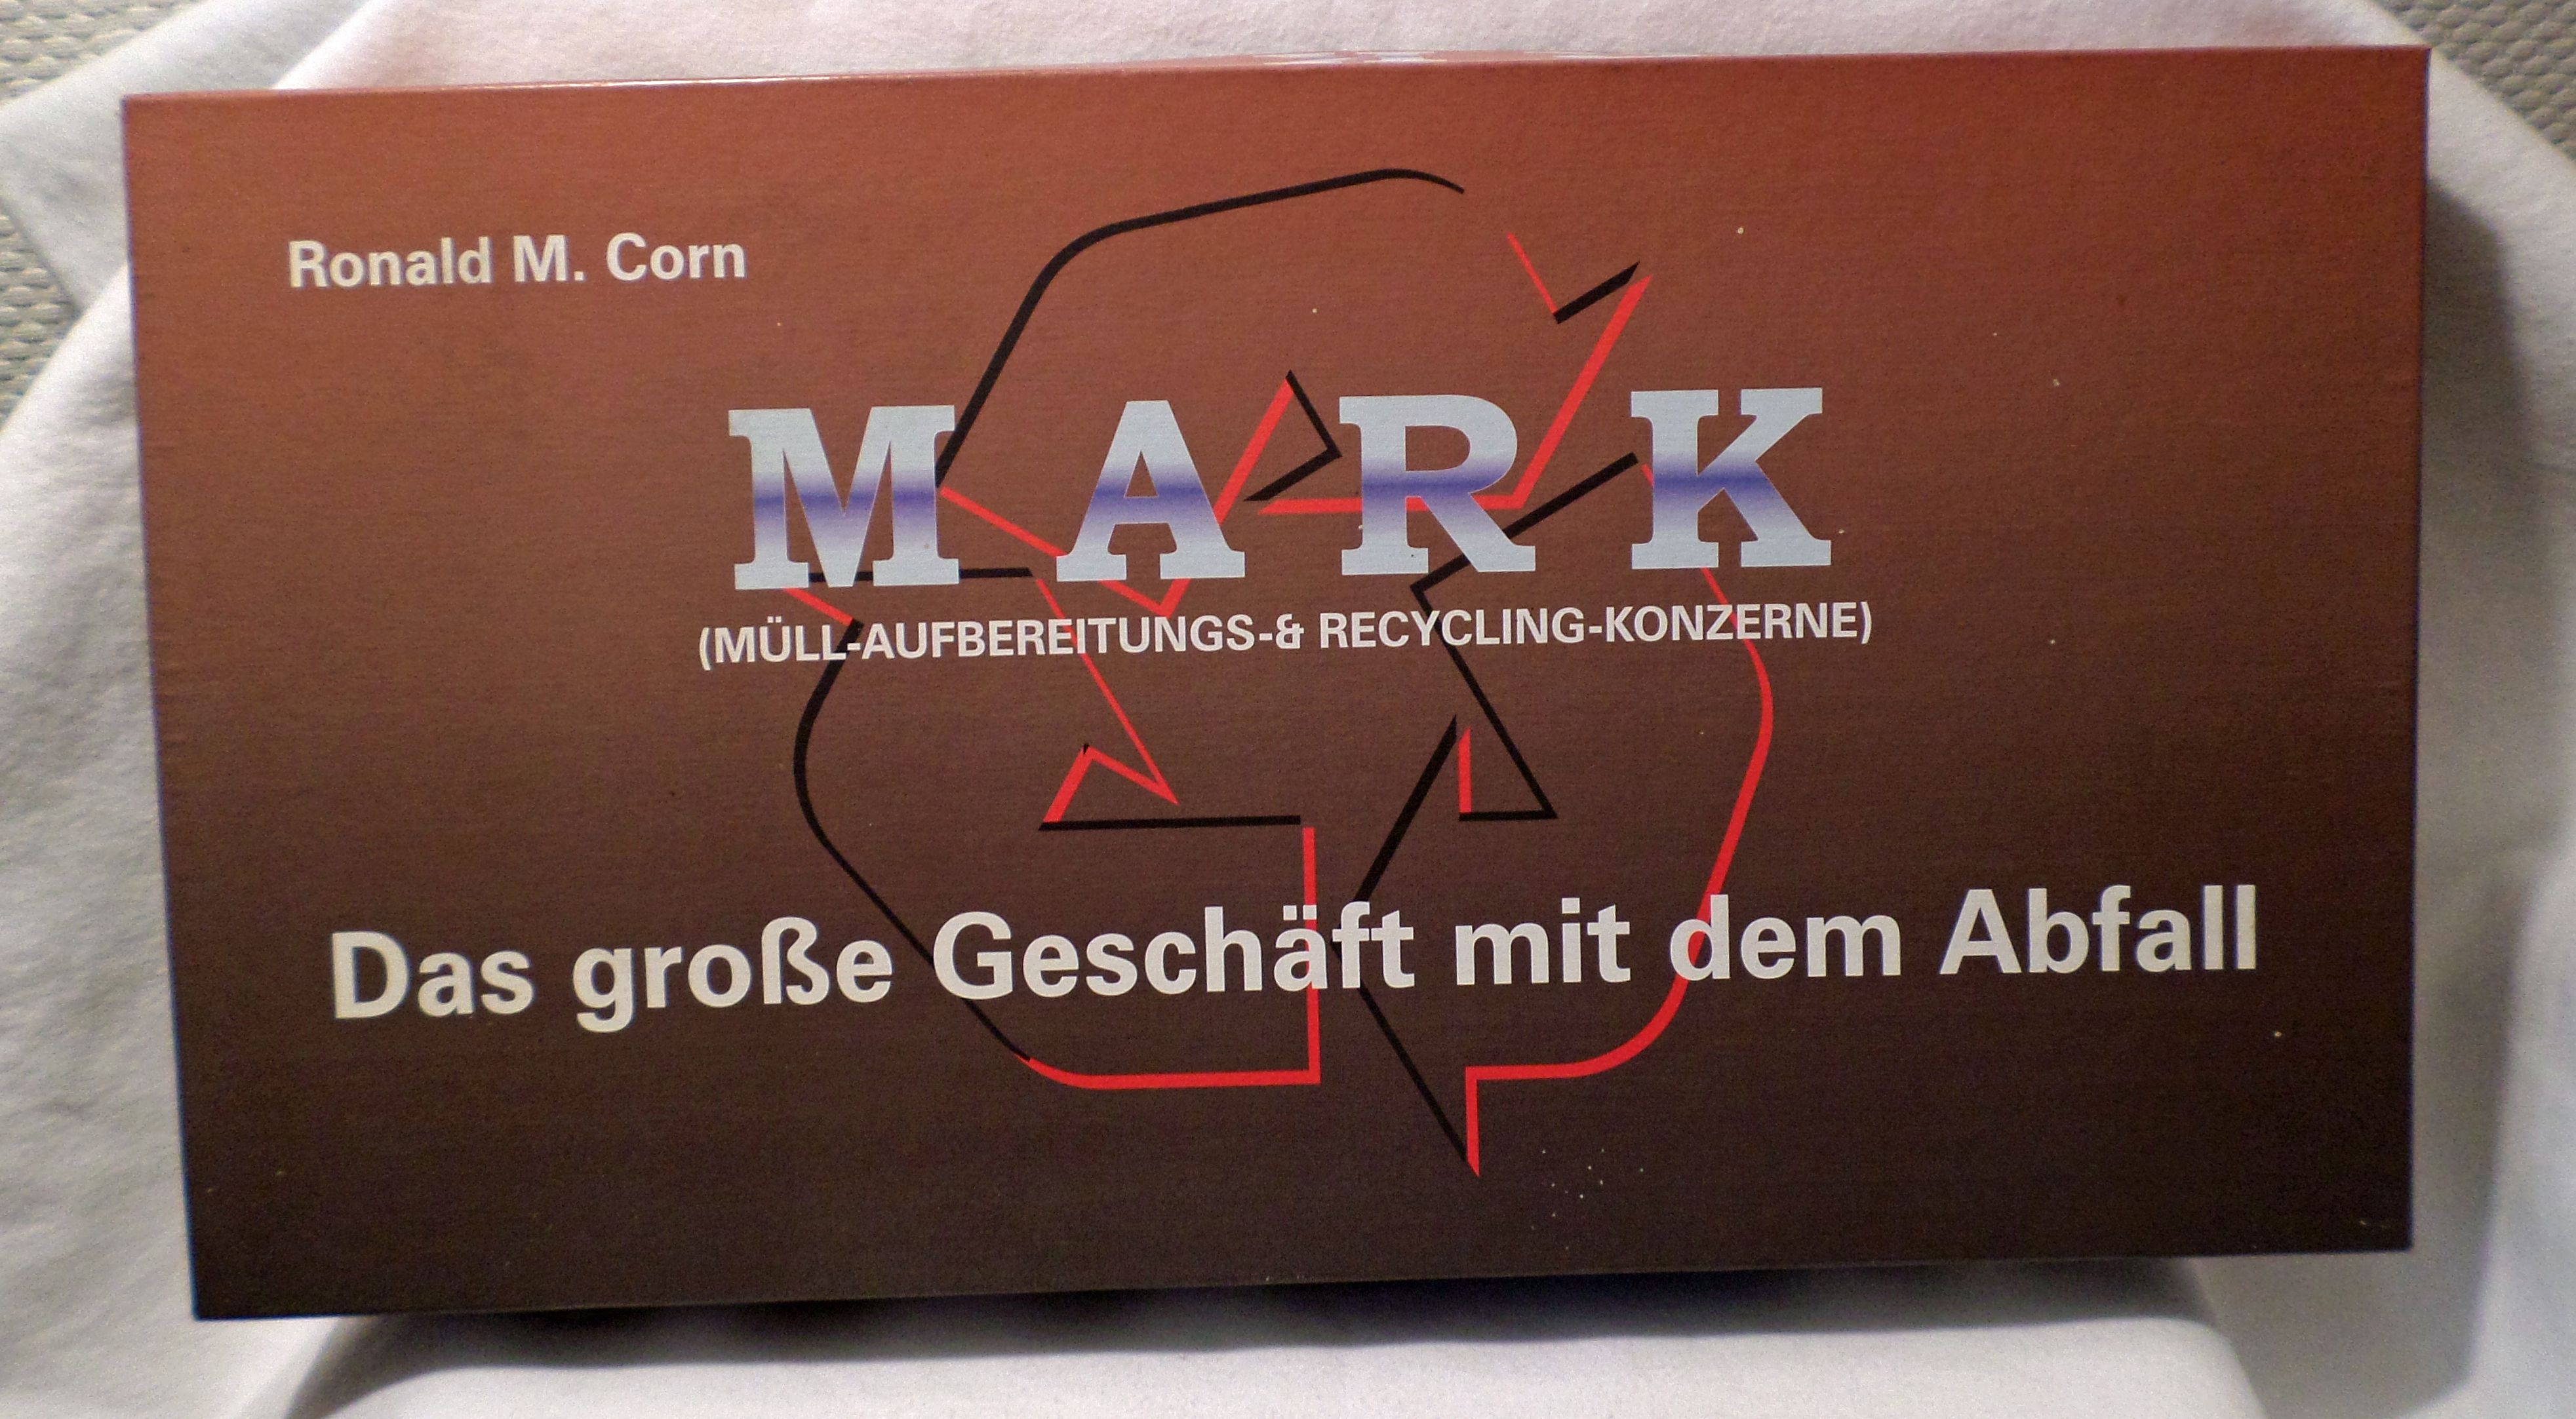 Ronald M. Corn
MARK
(MÜLL-AUFBEREITUNGS-& RECYCLING-KONZERNE)
Das große Geschäft mit dem Abfall